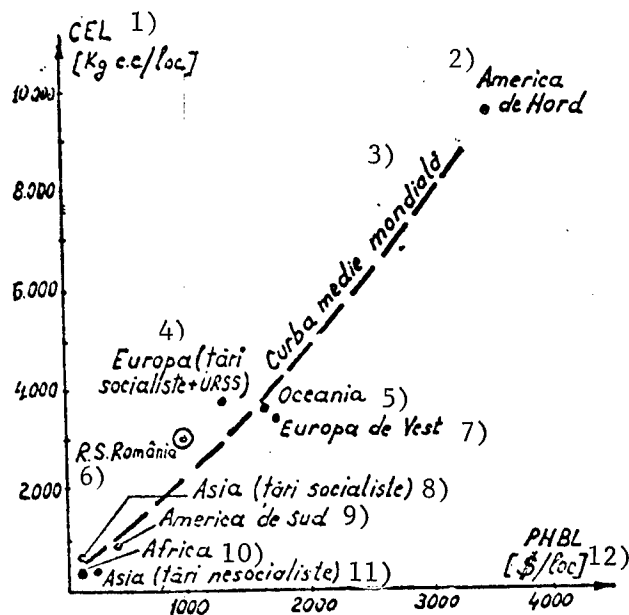 CEL 1)
[Kg c.c/loc]
10.000
8.000
6.000
4.000
2.000
2)
America
de Hord
3)
Curba medie mondială
4)
Europa (țări
socialiste+URSS)
Oceania 5)
Europa de Vest 7)
R.S.România
6)
Asia (țări socialiste) 8)
America de Sud 9)
Africa 10)
Asia (țări nesocialiste) 11)
PHBL
[$/loc] 12)
1000
2000
3000
4000